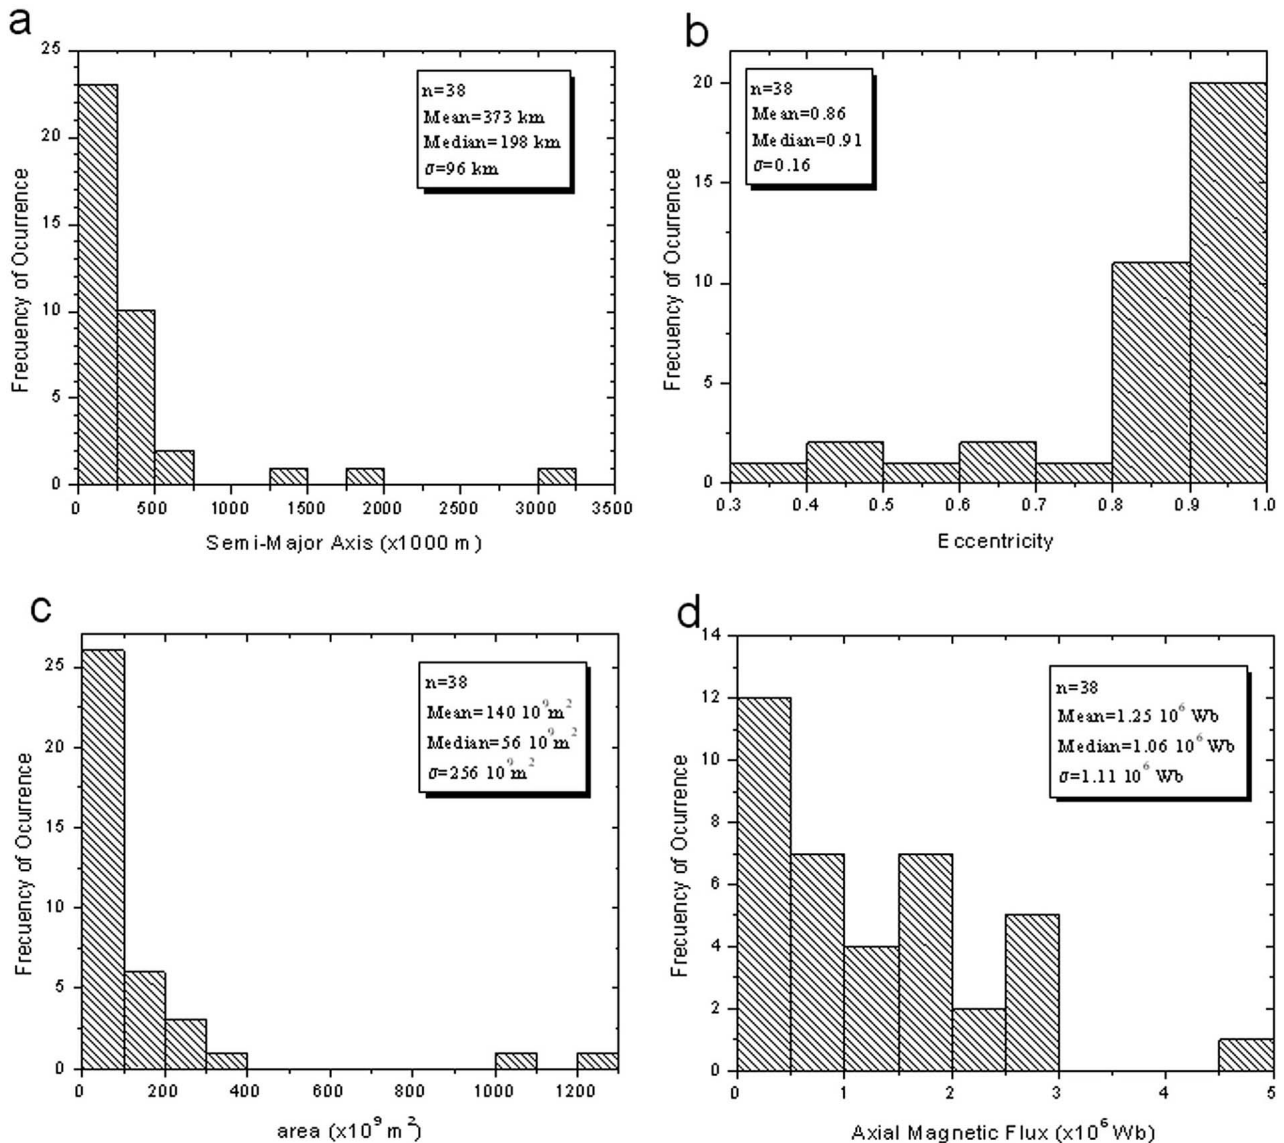 a
25
20
15
10
5
0
Frecuency of Ocurrence
n=38
Mean=373 km
Median=198 km
σ=96 km
0 500 1000 1500 2000 2500 3000 3500
Semi-Major Axis (x1000 m)
b
20
15
10
5
0
Frecuency of Ocurrence
n=38
Mean=0.86
Median=0.91
σ=0.16
0.3 0.4 0.5 0.6 0.7 0.8 0.9 1.0
Eccentricity
c
25
20
15
10
5
0
Frecuency of Ocurrence
n=38
Mean=140 10⁹m²
Median=56 10⁹m²
σ=256 10⁹m²
0 200 400 600 800 1000 1200
area (x10⁹ m²)
d
14
12
10
8
6
4
2
0
Frecuency of Ocurrence
n=38
Mean=1.25 10⁶ Wb
Median=1.06 10⁶ Wb
σ=1.11 10⁶ Wb
0 1 2 3 4 5
Axial Magnetic Flux (x10⁶ Wb)